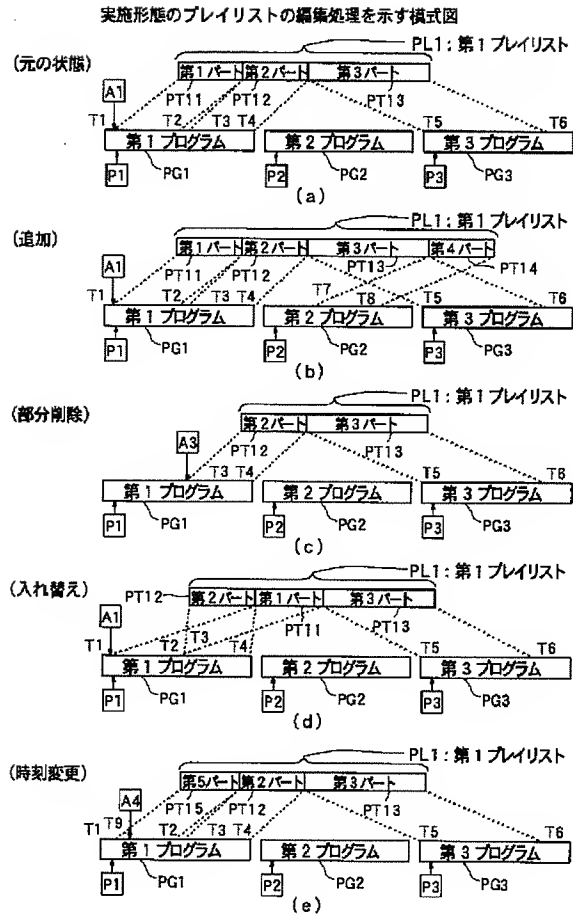 実施形態のプレイリストの編集処理を示す模式図
PL1:第1プレイリスト
(元の状態)
第1パート 第2パート 第3パート
A1 PT11 PT12 PT13
T1 T2 T3 T4 T5 T6
第1プログラム 第2プログラム 第3プログラム
P1 PG1 P2 PG2 P3 PG3
(a)
PL1:第1プレイリスト
(追加)
第1パート 第2パート 第3パート 第4パート
A1 PT11 PT12 PT13 PT14
T1 T2 T3 T4 T7 T8 T5 T6
第1プログラム 第2プログラム 第3プログラム
P1 PG1 P2 PG2 P3 PG3
(b)
PL1:第1プレイリスト
(部分削除)
第2パート 第3パート
A3 PT12 PT13
T3 T4 T5 T6
第1プログラム 第2プログラム 第3プログラム
P1 PG1 P2 PG2 P3 PG3
(c)
PL1:第1プレイリスト
(入れ替え)
PT12 第2パート 第1パート 第3パート
A1 PT11 PT13
T1 T2 T3 T4 T5 T6
第1プログラム 第2プログラム 第3プログラム
P1 PG1 P2 PG2 P3 PG3
(d)
PL1:第1プレイリスト
(時刻変更)
第5パート 第2パート 第3パート
A4 PT15 PT12 PT13
T1 T9 T2 T3 T4 T5 T6
第1プログラム 第2プログラム 第3プログラム
P1 PG1 P2 PG2 P3 PG3
(e)